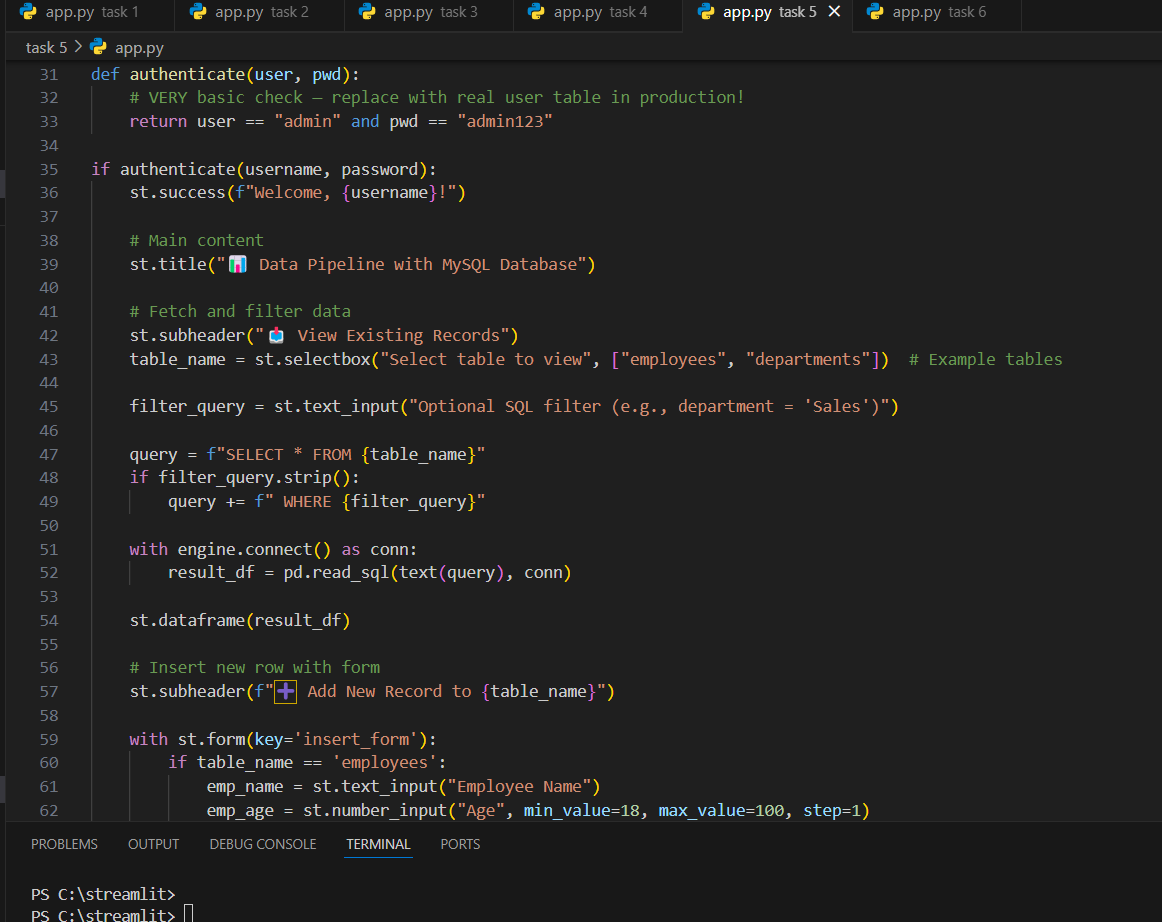 app.py task 1 app.py task 2 app.py task 3 app.py task 4 app.py task 5 app.py task 6
task 5 > app.py
31 def authenticate(user, pwd):
32     # VERY basic check — replace with real user table in production!
33     return user == "admin" and pwd == "admin123"
34
35 if authenticate(username, password):
36     st.success(f"Welcome, {username}!")
37
38     # Main content
39     st.title("📊 Data Pipeline with MySQL Database")
40
41     # Fetch and filter data
42     st.subheader("📥 View Existing Records")
43     table_name = st.selectbox("Select table to view", ["employees", "departments"])  # Example tables
44
45     filter_query = st.text_input("Optional SQL filter (e.g., department = 'Sales')")
46
47     query = f"SELECT * FROM {table_name}"
48     if filter_query.strip():
49         query += f" WHERE {filter_query}"
50
51     with engine.connect() as conn:
52         result_df = pd.read_sql(text(query), conn)
53
54     st.dataframe(result_df)
55
56     # Insert new row with form
57     st.subheader(f"➕ Add New Record to {table_name}")
58
59     with st.form(key='insert_form'):
60         if table_name == 'employees':
61             emp_name = st.text_input("Employee Name")
62             emp_age = st.number_input("Age", min_value=18, max_value=100, step=1)
PROBLEMS OUTPUT DEBUG CONSOLE TERMINAL PORTS
PS C:\streamlit>
PS C:\streamlit>